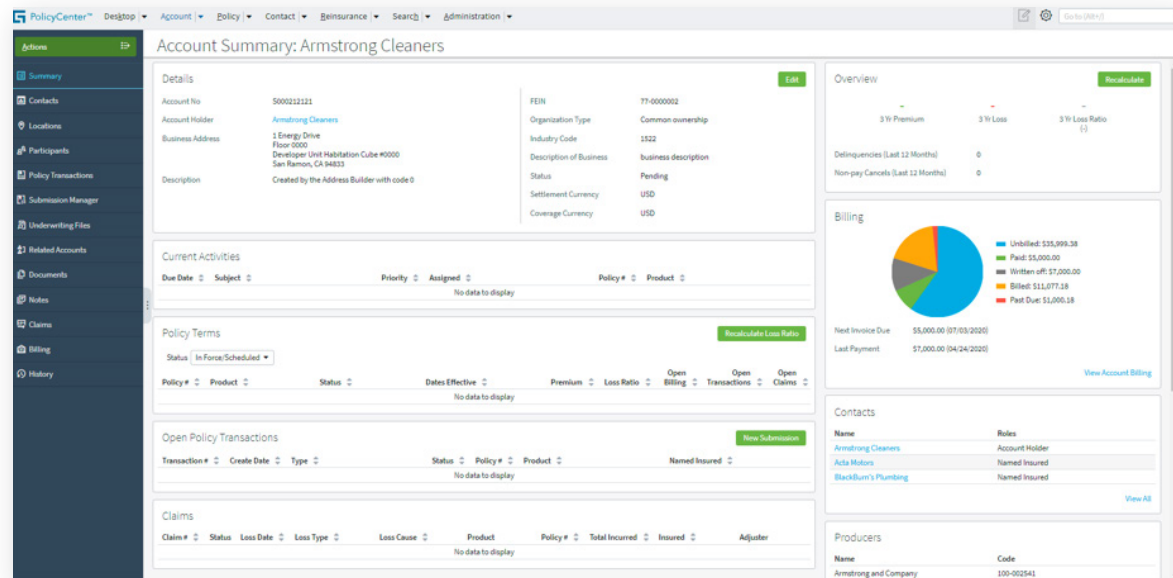 PolicyCenter™ Desktop Account Policy Contact Reinsurance Search Administration Go to (Alt+/)
Actions
Summary
Contacts
Locations
Participants
Policy Transactions
Submission Manager
Underwriting Files
Related Accounts
Documents
Notes
Claims
Billing
History
Account Summary: Armstrong Cleaners
Details Edit
Account No S000212121
Account Holder Armstrong Cleaners
Business Address 1 Energy Drive
Floor 0000
Developer Unit Habitation Cube #0000
San Ramon, CA 94833
Description Created by the Address Builder with code 0
FEIN ??-0000002
Organization Type Common ownership
Industry Code 1522
Description of Business business description
Status Pending
Settlement Currency USD
Coverage Currency USD
Current Activities
Due Date Subject Priority Assigned Policy # Product
No data to display
Policy Terms Recalculate Loss Ratio
Status In Force/Scheduled
Policy # Product Status Dates Effective Premium Loss Ratio Open Billing Open Transactions Open Claims
No data to display
Open Policy Transactions New Submission
Transaction # Create Date Type Status Policy # Product Named Insured
No data to display
Claims
Claim # Status Loss Date Loss Type Loss Cause Product Policy # Total Incurred Insured Adjuster
No data to display
Overview Recalculate
- - -
3 Yr Premium 3 Yr Loss 3 Yr Loss Ratio
(-)
Delinquencies (Last 12 Months) 0
Non-pay Cancels (Last 12 Months) 0
Billing
Unbilled: $35,999.38
Paid: $5,000.00
Written off: $7,000.00
Billed: $11,077.18
Past Due: $1,000.18
Next Invoice Due $5,000.00 (07/03/2020)
Last Payment $7,000.00 (04/24/2020)
View Account Billing
Contacts
Name Roles
Armstrong Cleaners Account Holder
Acta Motors Named Insured
BlackBurn's Plumbing Named Insured
View All
Producers
Name Code
Armstrong and Company 100-002541